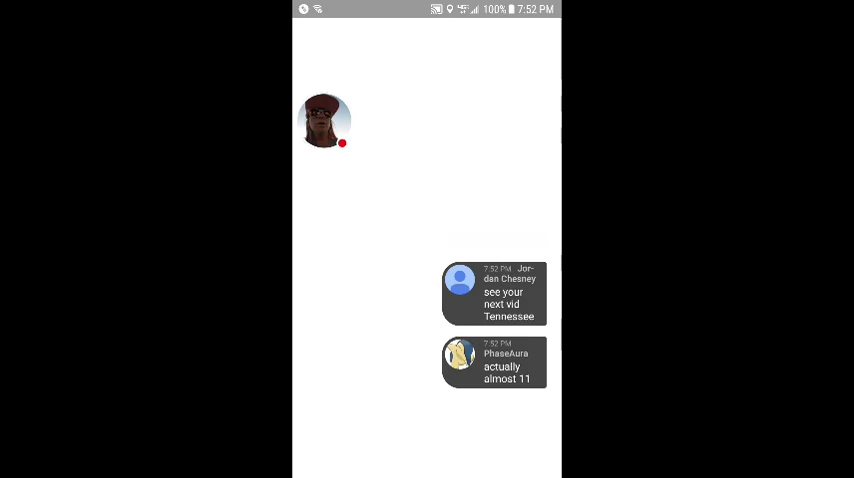 100% 7:52 PM
7:52 PM Jor-
dan Chesney
see your
next vid
Tennessee
7:52 PM
PhaseAura
actually
almost 11